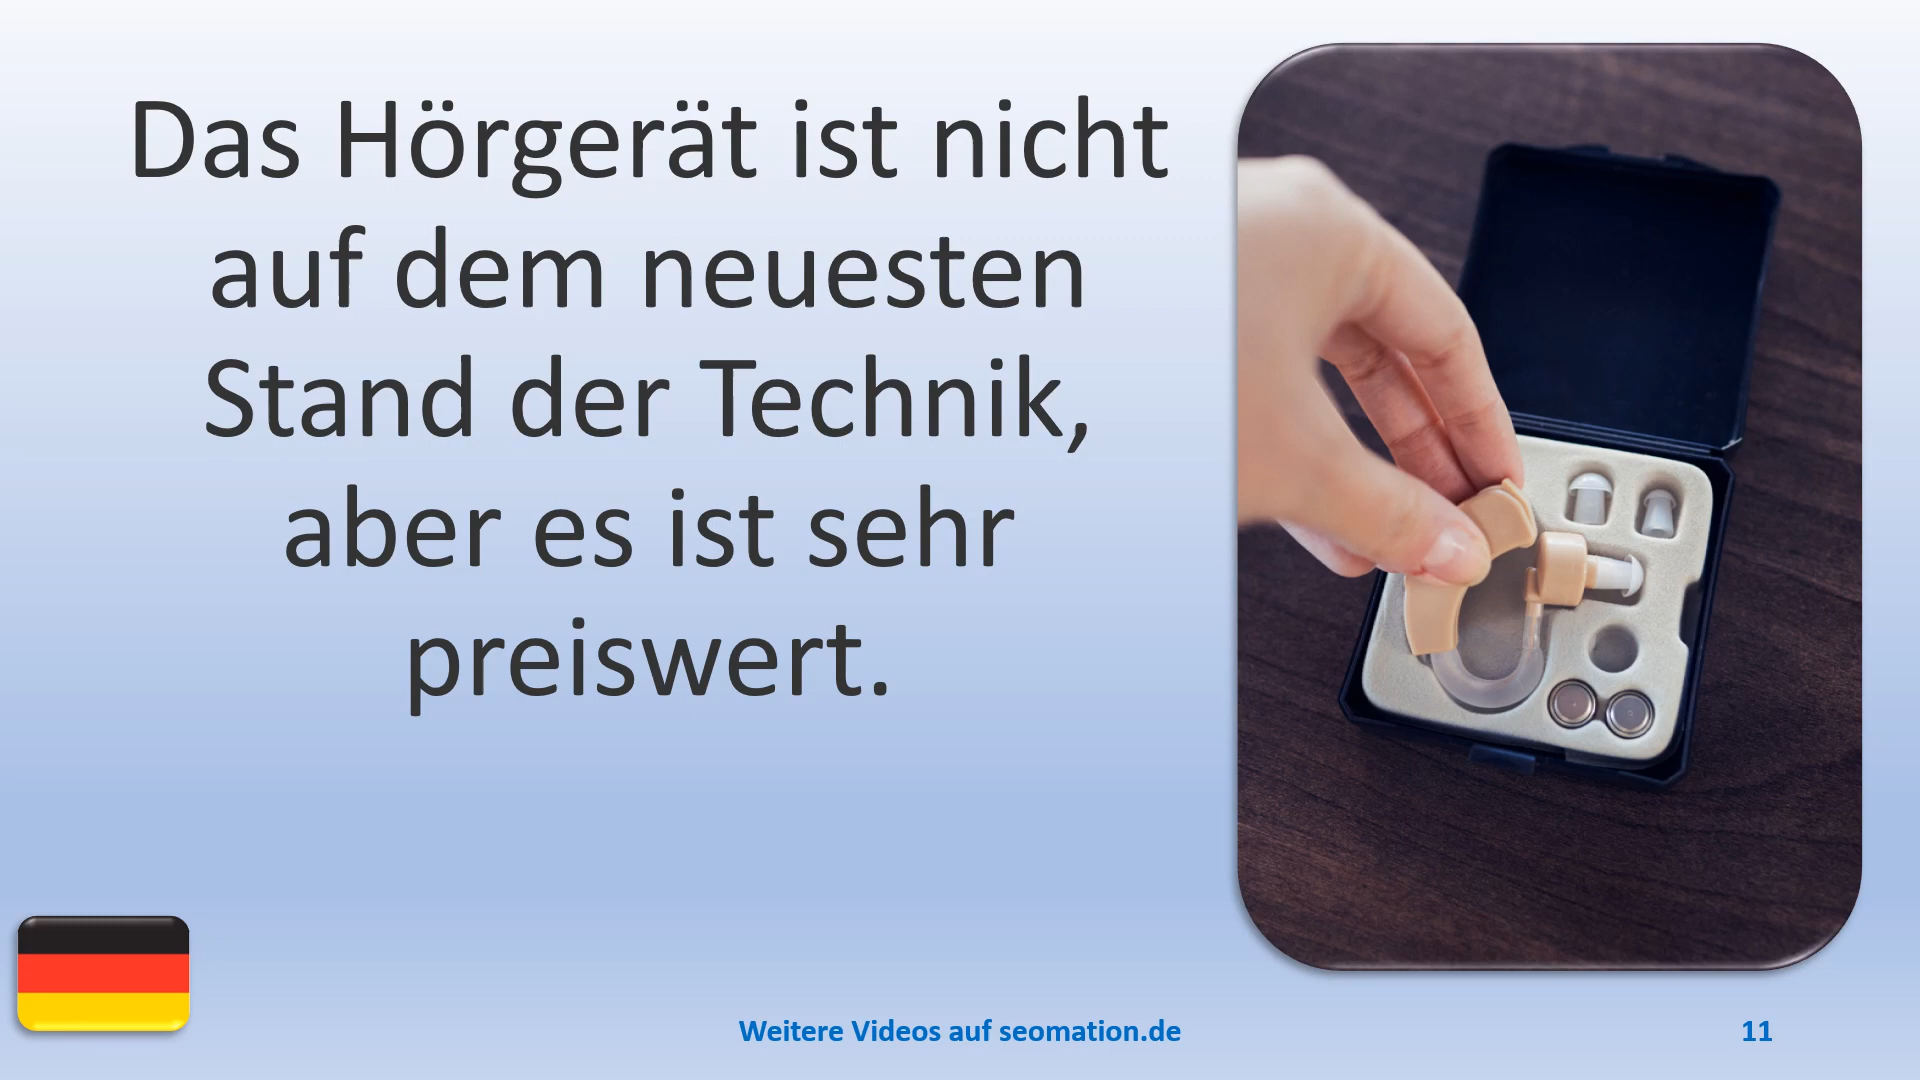 Das Hörgerät ist nicht
auf dem neuesten
Stand der Technik,
aber es ist sehr
preiswert.
Weitere Videos auf seomation.de
11